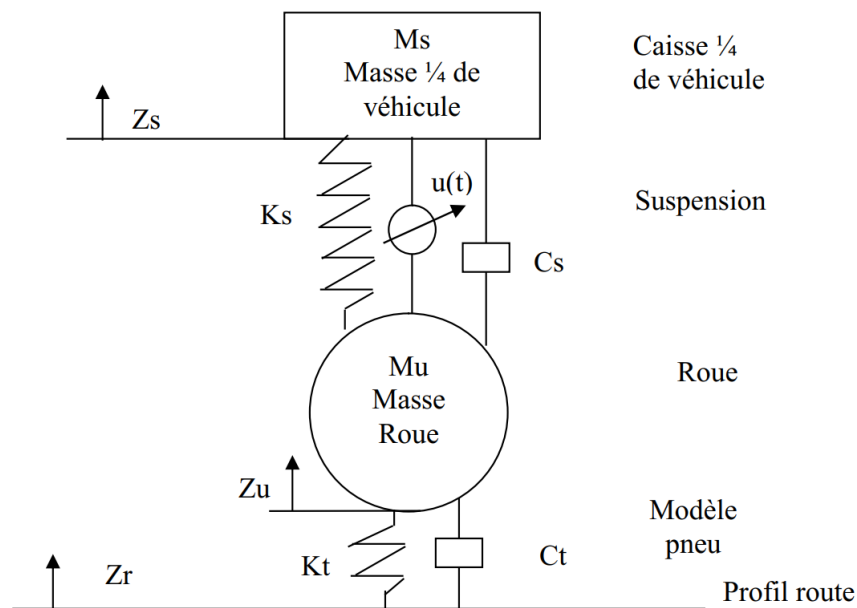 Ms
Masse ¼ de
véhicule
Caisse ¼
de véhicule
Zs
u(t)
Ks
Suspension
Cs
Mu
Masse
Roue
Roue
Zu
Modèle
pneu
Kt
Ct
Zr
Profil route